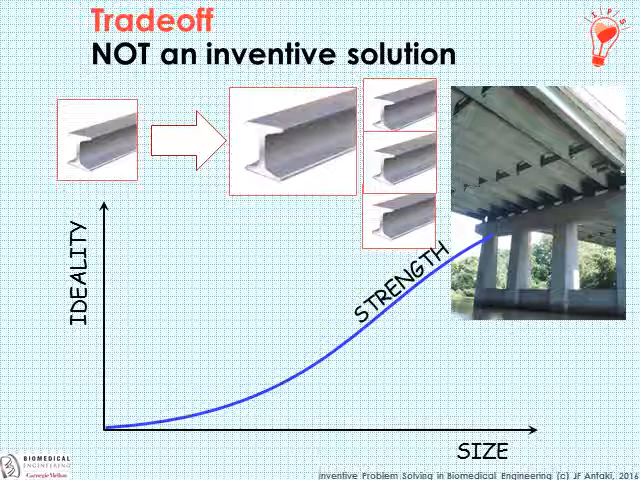 Tradeoff
NOT an inventive solution
I P S
IDEALITY
STRENGTH
SIZE
BIOMEDICAL
ENGINEERING
Carnegie Mellon
Inventive Problem Solving in Biomedical Engineering (c) JF Antaki, 2016